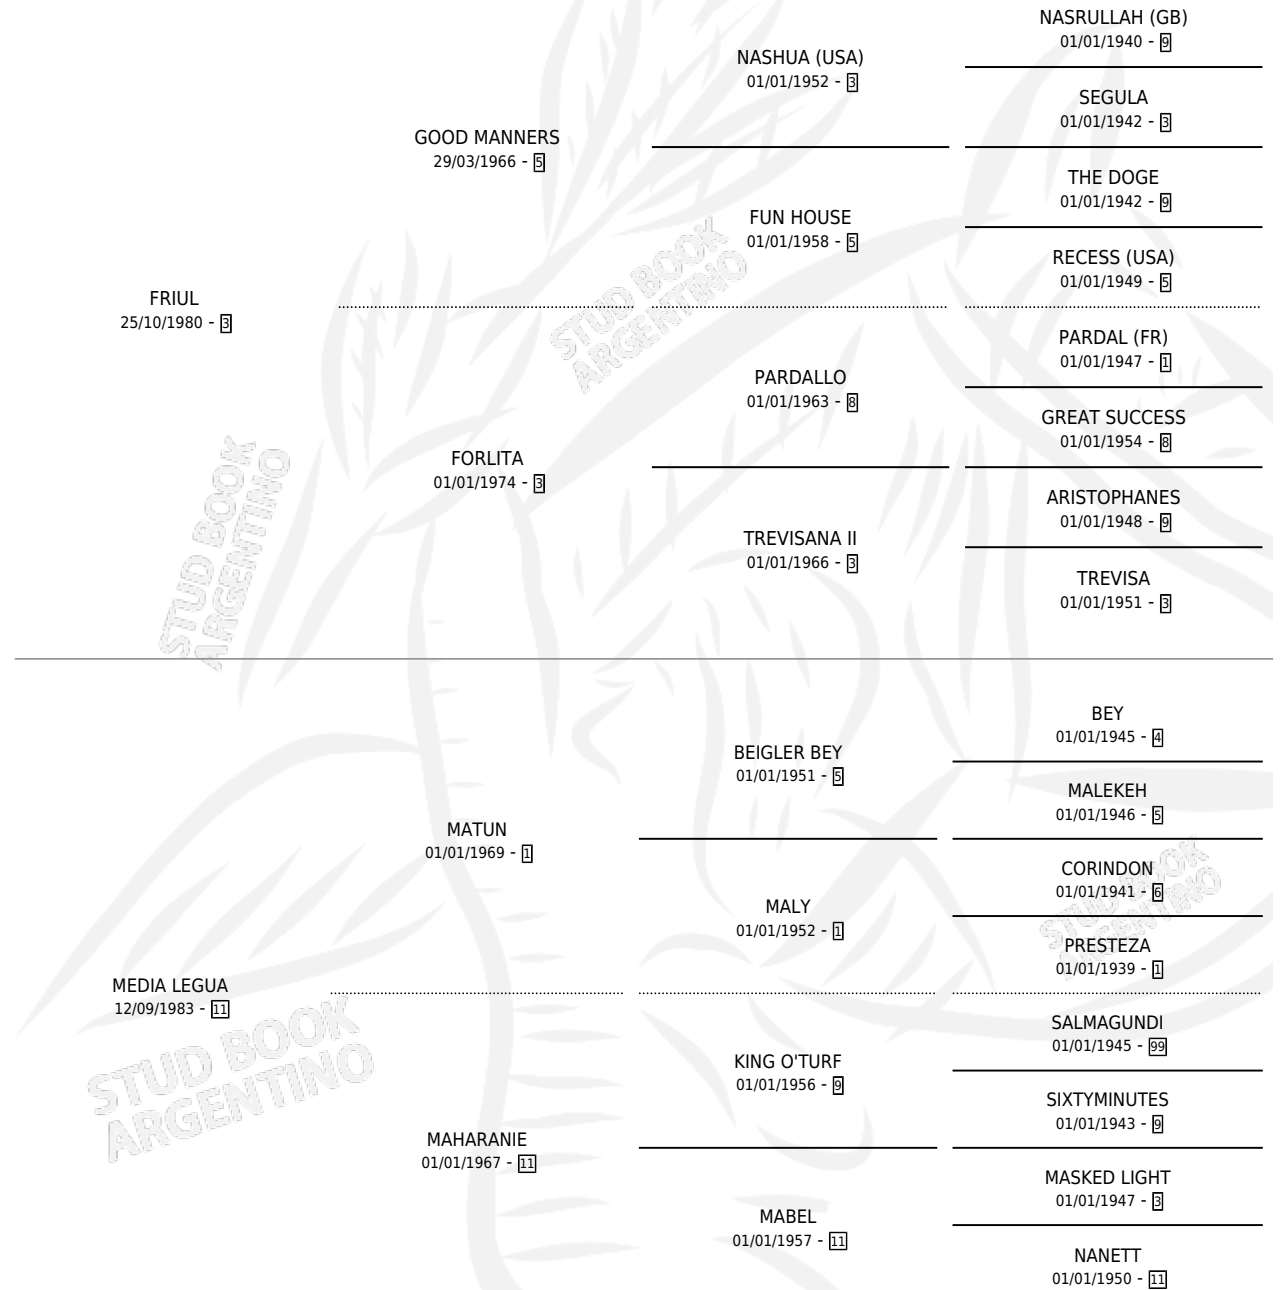 NASRULLAH (GB)
01/01/1940 - 9
NASHUA (USA)
01/01/1952 - 3
SEGULA
01/01/1942 - 3
GOOD MANNERS
29/03/1966 - 5
THE DOGE
01/01/1942 - 9
FUN HOUSE
01/01/1958 - 5
RECESS (USA)
01/01/1949 - 5
FRIUL
25/10/1980 - 3
PARDAL (FR)
01/01/1947 - 1
PARDALLO
01/01/1963 - 8
GREAT SUCCESS
01/01/1954 - 8
FORLITA
01/01/1974 - 3
ARISTOPHANES
01/01/1948 - 9
TREVISANA II
01/01/1966 - 3
TREVISA
01/01/1951 - 3
BEY
01/01/1945 - 4
BEIGLER BEY
01/01/1951 - 5
MALEKEH
01/01/1946 - 5
MATUN
01/01/1969 - 1
CORINDON
01/01/1941 - 6
MALY
01/01/1952 - 1
PRESTEZA
01/01/1939 - 1
MEDIA LEGUA
12/09/1983 - 11
SALMAGUNDI
01/01/1945 - 99
KING O'TURF
01/01/1956 - 9
SIXTYMINUTES
01/01/1943 - 9
MAHARANIE
01/01/1967 - 11
MASKED LIGHT
01/01/1947 - 3
MABEL
01/01/1957 - 11
NANETT
01/01/1950 - 11
STUD BOOK
ARGENTINO
STUD BOOK
ARGENTINO
STUD BOOK
ARGENTINO
STUD BOOK
ARGENTINO